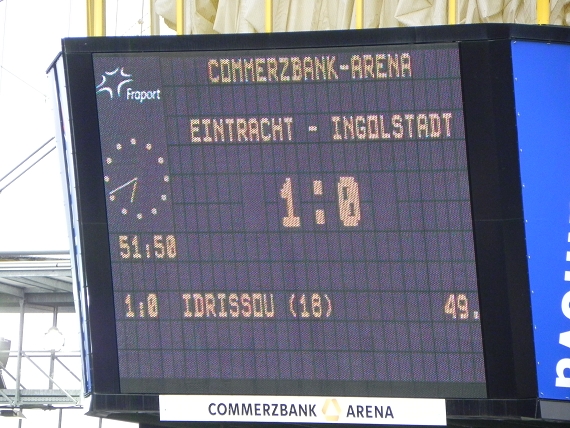 COMMERZBANK-ARENA
Fraport
EINTRACHT - INGOLSTADT
1:0
51:50
1:0 IDRISSOU (18) 49.
COMMERZBANK ARENA